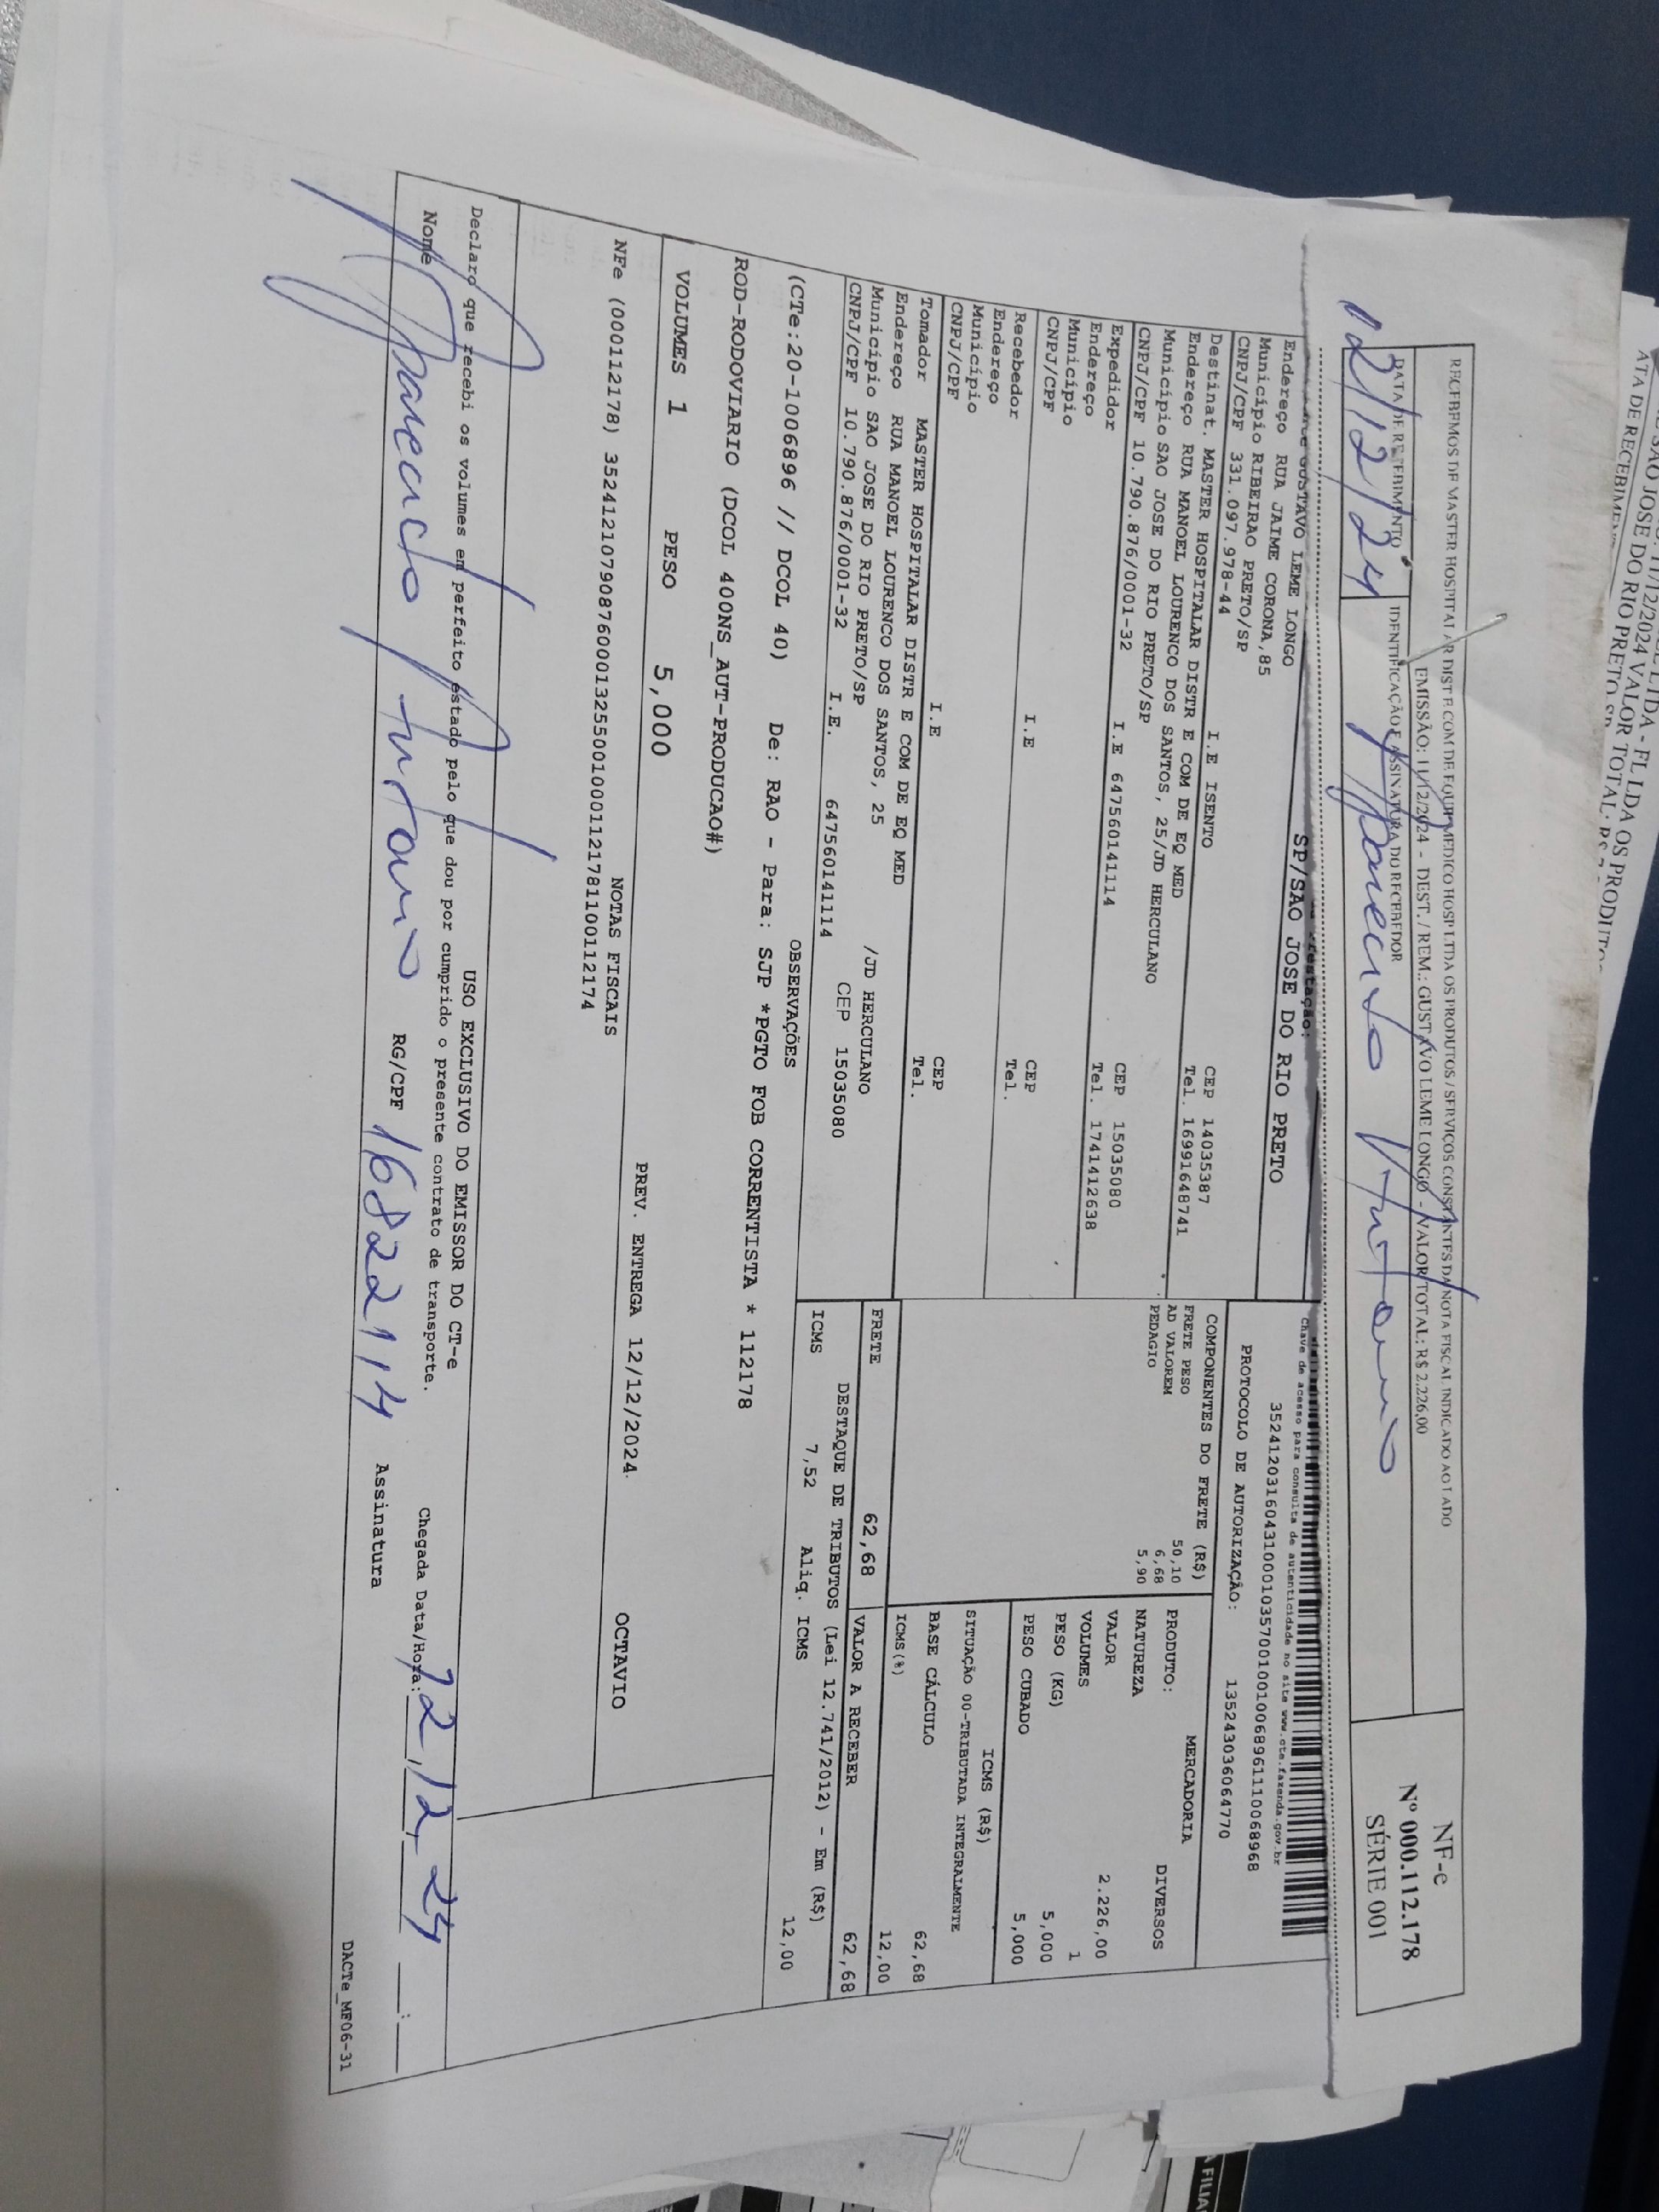 SAO JOSE DO RIO PRETO SP
11/12/2024 VALOR TOTAL: R$
LTDA - FL LDA OS PRODUTOS
ATA DE RECEBIMENTO
RECEBEMOS DE MASTER HOSPITALAR DIST E COM DE EQUIP MEDICO HOSP LTDA OS PRODUTOS / SERVIÇOS CONSTANTES DA NOTA FISCAL INDICADO AO LADO
EMISSÃO: 11/12/2024 - DEST. / REM.: GUSTAVO LEME LONGO - VALOR TOTAL: R$ 2.226,00
DATA DE RECEBIMENTO
IDENTIFICAÇÃO E ASSINATURA DO RECEBEDOR
12/12/24
Aparecido Antonio
NF-e
Nº 000.112.178
SÉRIE 001
GUSTAVO LEME LONGO
Endereço RUA JAIME CORONA,85
Município RIBEIRAO PRETO/SP
CNPJ/CPF 331.097.978-44
I.E ISENTO
CEP 14035387
Tel. 16991648741
prestação:
SP/SAO JOSE DO RIO PRETO
Chave de acesso para consulta de autenticidade no site www.cte.fazenda.gov.br
35241203160431000103570010010068961110068968
PROTOCOLO DE AUTORIZAÇÃO: 135243036064770
Destinat. MASTER HOSPITALAR DISTR E COM DE EQ MED
Endereço RUA MANOEL LOURENCO DOS SANTOS, 25/JD HERCULANO
Município SAO JOSE DO RIO PRETO/SP
CNPJ/CPF 10.790.876/0001-32
I.E 647560141114
CEP 15035080
Tel. 1741412638
Expedidor
Endereço
Município
CNPJ/CPF
I.E
CEP
Tel.
Recebedor
Endereço
Município
CNPJ/CPF
I.E
CEP
Tel.
Tomador MASTER HOSPITALAR DISTR E COM DE EQ MED
Endereço RUA MANOEL LOURENCO DOS SANTOS, 25 /JD HERCULANO
Município SAO JOSE DO RIO PRETO/SP CEP 15035080
CNPJ/CPF 10.790.876/0001-32 I.E. 647560141114
COMPONENTES DO FRETE (R$)
FRETE PESO 50,10
AD VALOREM 6,68
PEDAGIO 5,90
MERCADORIA
PRODUTO: DIVERSOS
NATUREZA
VALOR 2.226,00
VOLUMES 1
PESO (KG) 5,000
PESO CUBADO 5,000
ICMS (R$)
SITUAÇÃO 00-TRIBUTADA INTEGRALMENTE
BASE CÁLCULO 62,68
ICMS(%) 12,00
FRETE 62,68
VALOR A RECEBER 62,68
DESTAQUE DE TRIBUTOS (Lei 12.741/2012) - Em (R$)
ICMS 7,52 Aliq. ICMS 12,00
OBSERVAÇÕES
(CTe:20-1006896 // DCOL 40) De: RAO - Para: SJP *PGTO FOB CORRENTISTA * 112178
ROD-RODOVIARIO (DCOL 400NS_AUT-PRODUCAO#)
VOLUMES 1 PESO 5,000
PREV. ENTREGA 12/12/2024
OCTAVIO
NOTAS FISCAIS
NFe (000112178) 35241210790876000132550010001121781100112174
USO EXCLUSIVO DO EMISSOR DO CT-e
Declaro que recebi os volumes em perfeito estado pelo que dou por cumprido o presente contrato de transporte.
Chegada Data/Hora: 12,12,24 __:__
Nome Aparecido Antonio RG/CPF 16822114 Assinatura
DACTe_MF06-31
A FILIA